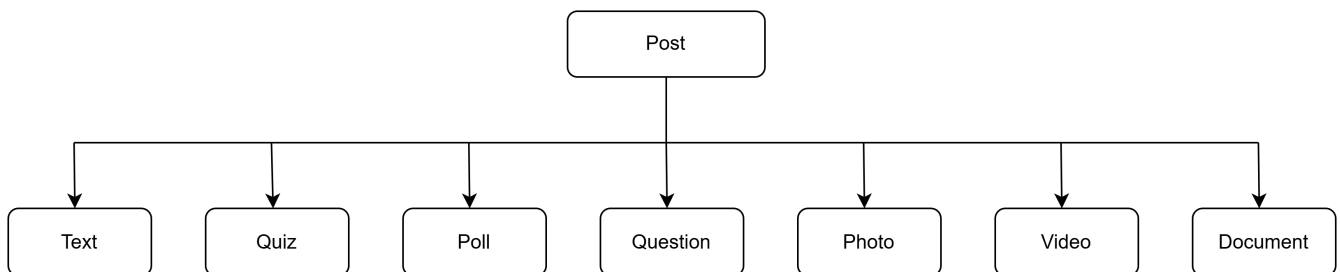 Post
Text
Quiz
Poll
Question
Photo
Video
Document